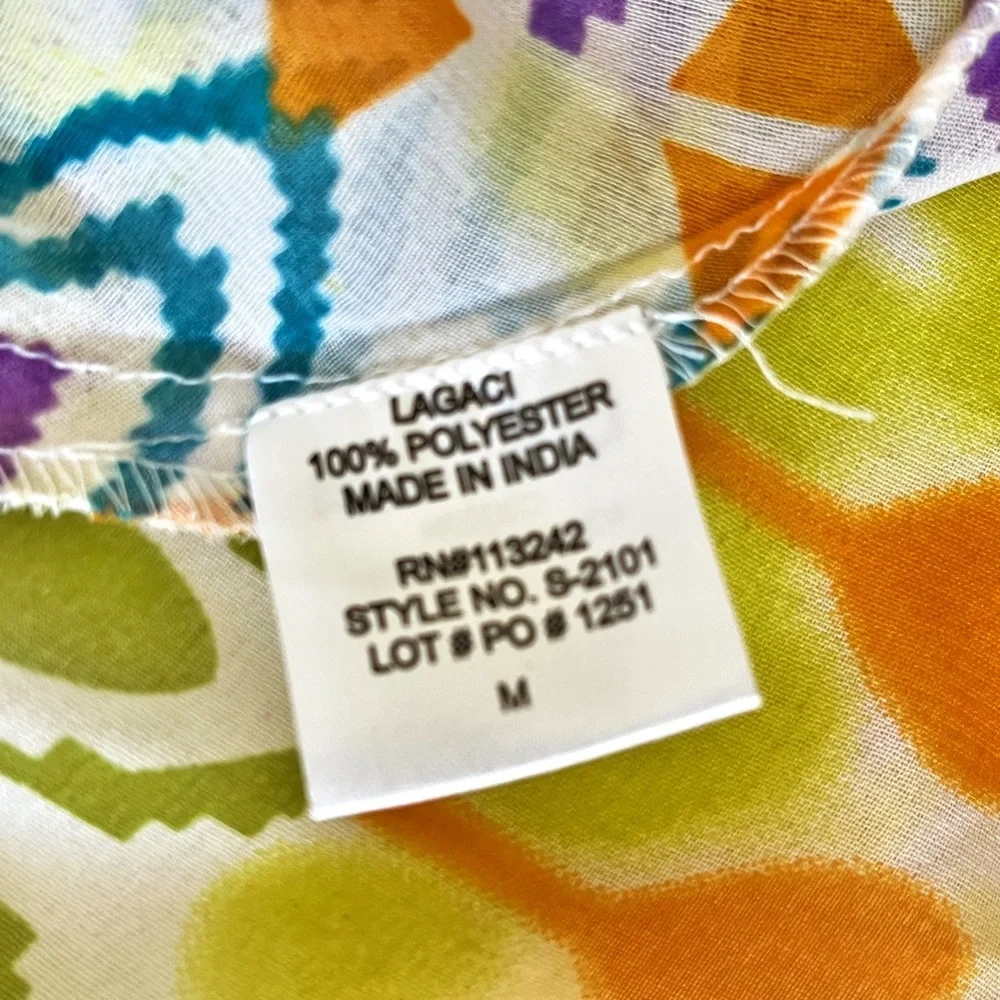 LAGACI
100% POLYESTER
MADE IN INDIA
RN#113242
STYLE NO. S-2101
LOT # PO # 1251
M